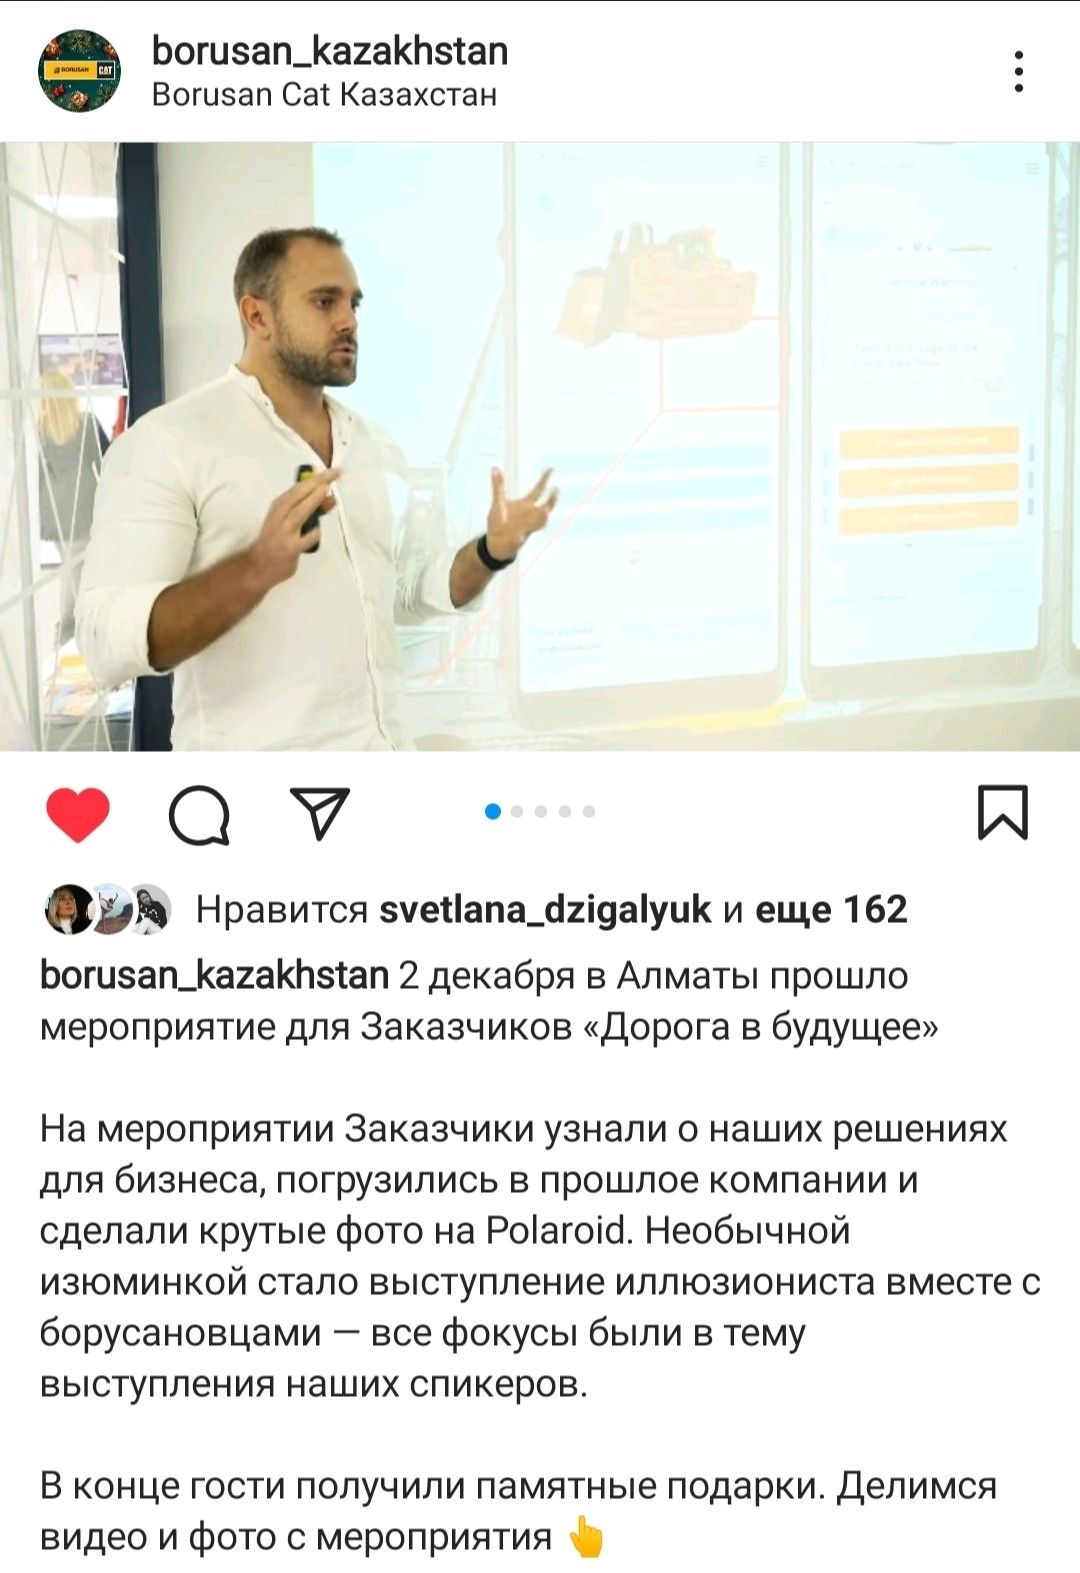 borusan_kazakhstan
Borusan Cat Казахстан
BORUSAN CAT
Нравится svetlana_dzigalyuk и еще 162
borusan_kazakhstan 2 декабря в Алматы прошло
мероприятие для Заказчиков «Дорога в будущее»
На мероприятии Заказчики узнали о наших решениях
для бизнеса, погрузились в прошлое компании и
сделали крутые фото на Polaroid. Необычной
изюминкой стало выступление иллюзиониста вместе с
борусановцами — все фокусы были в тему
выступления наших спикеров.
В конце гости получили памятные подарки. Делимся
видео и фото с мероприятия 👆